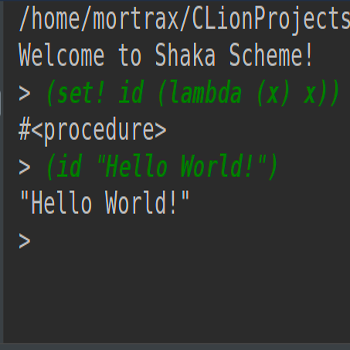 /home/mortrax/CLionProjects
Welcome to Shaka Scheme!
> (set! id (lambda (x) x))
#<procedure>
> (id "Hello World!")
"Hello World!"
>